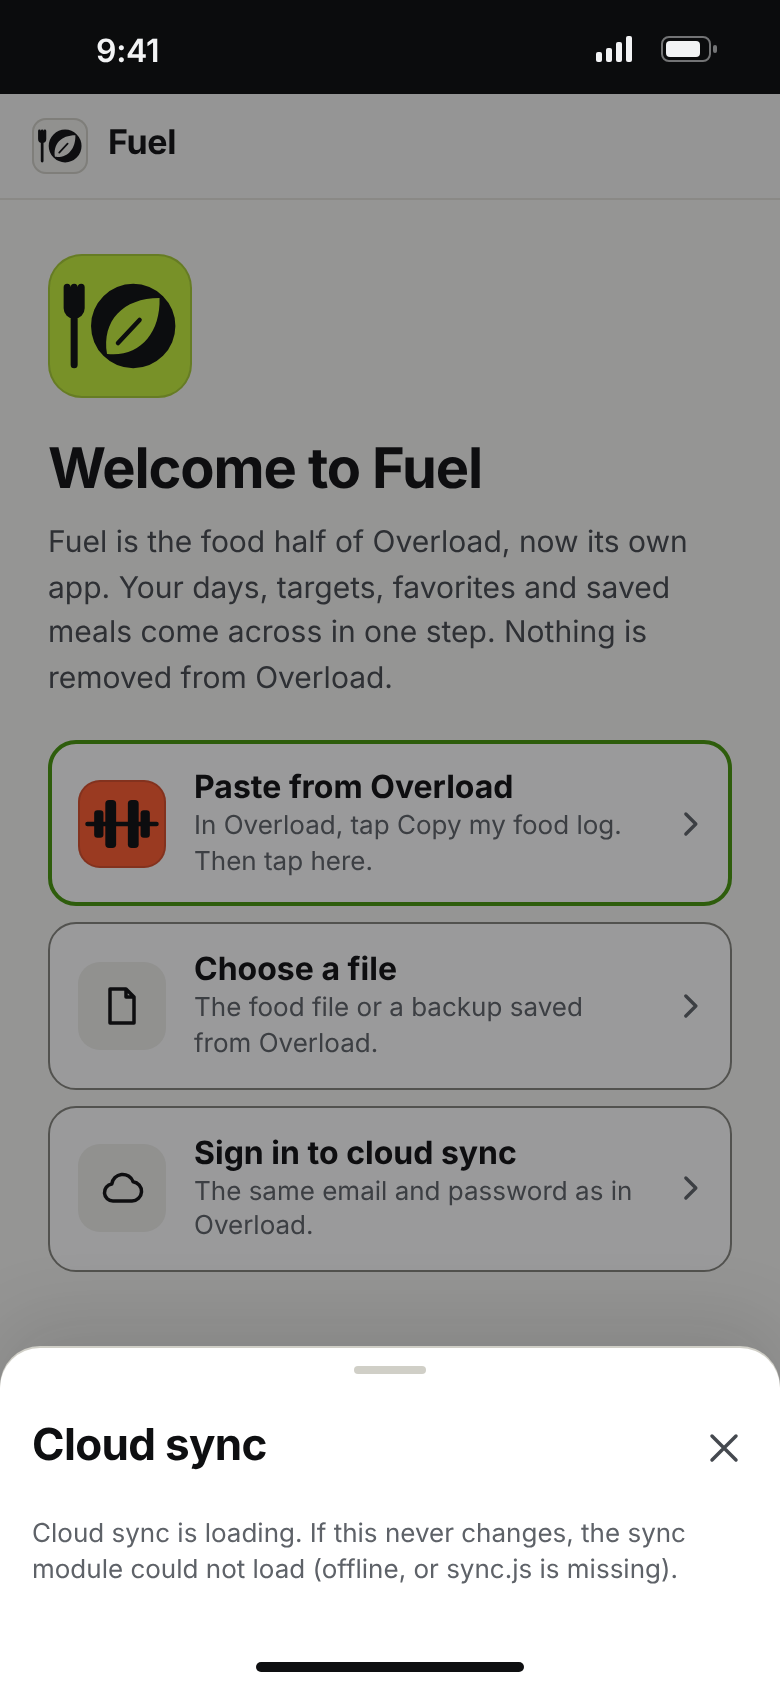 9:41
Fuel
Welcome to Fuel
Fuel is the food half of Overload, now its own
app. Your days, targets, favorites and saved
meals come across in one step. Nothing is
removed from Overload.
Paste from Overload
In Overload, tap Copy my food log.
Then tap here.
Choose a file
The food file or a backup saved
from Overload.
Sign in to cloud sync
The same email and password as in
Overload.
Cloud sync
Cloud sync is loading. If this never changes, the sync
module could not load (offline, or sync.js is missing).